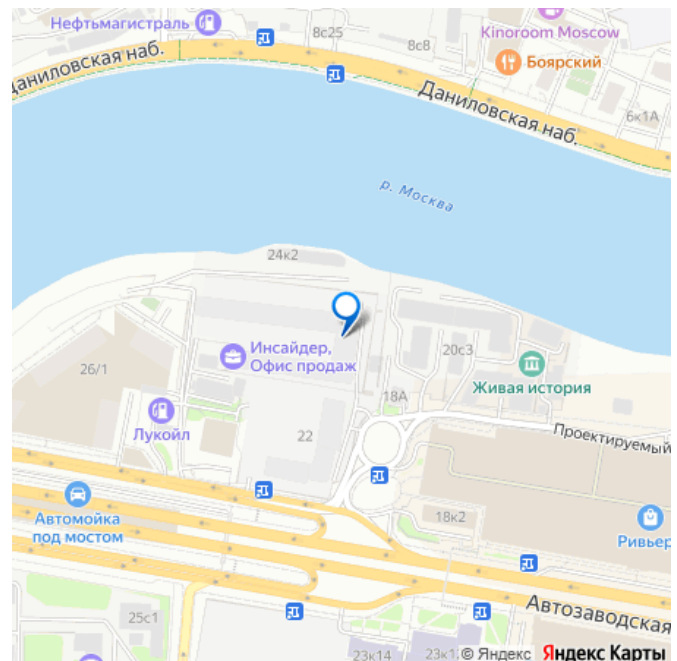 Нефтьмагистраль
8с25
8с8
Kinoroom Moscow
Боярский
Даниловская наб.
Даниловская наб.
6к1А
р. Москва
24к2
Инсайдер,
Офис продаж
20с3
26/1
Живая история
18А
Лукойл
22
Проектируемый
Автомойка
под мостом
18к2
Ривьер
25с1
Автозаводская
23к14
© Яндекс Яндекс Карты